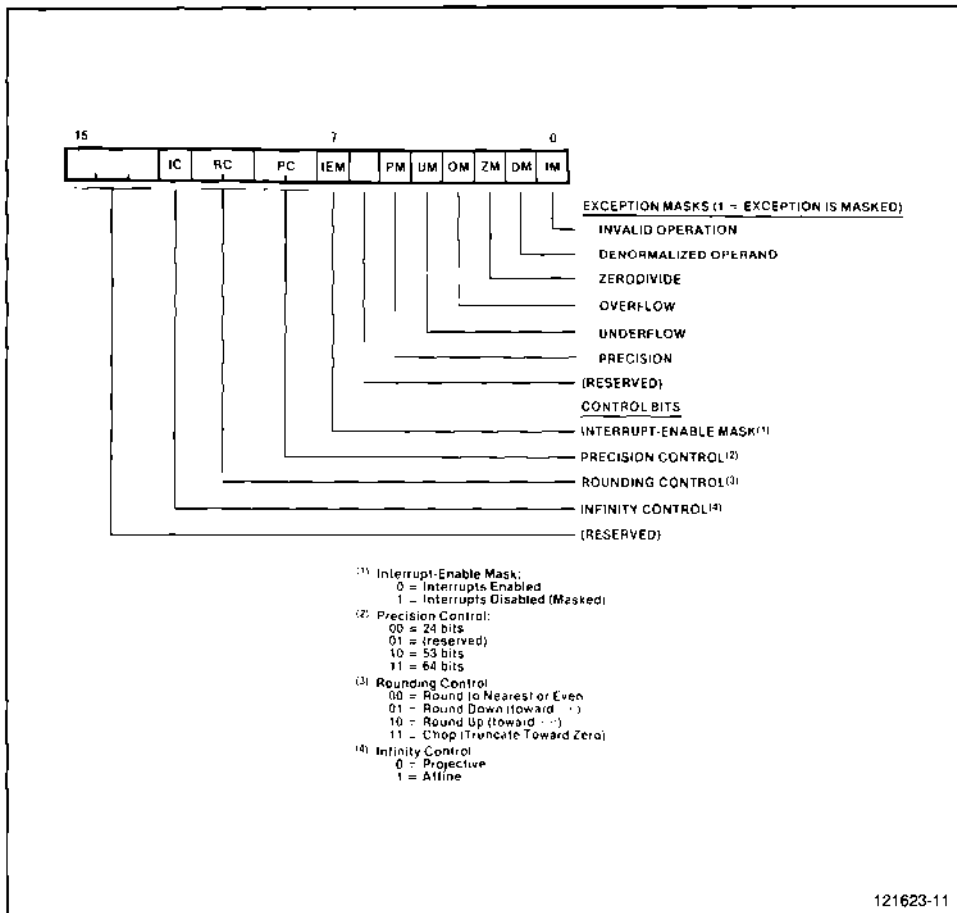 15 7 0
IC RC PC IEM PM UM OM ZM DM IM
EXCEPTION MASKS (1 = EXCEPTION IS MASKED)
INVALID OPERATION
DENORMALIZED OPERAND
ZERODIVIDE
OVERFLOW
UNDERFLOW
PRECISION
(RESERVED)
CONTROL BITS
INTERRUPT-ENABLE MASK(1)
PRECISION CONTROL(2)
ROUNDING CONTROL(3)
INFINITY CONTROL(4)
(RESERVED)
(1) Interrupt-Enable Mask:
0 = Interrupts Enabled
1 = Interrupts Disabled (Masked)
(2) Precision Control:
00 = 24 bits
01 = (reserved)
10 = 53 bits
11 = 64 bits
(3) Rounding Control
00 = Round to Nearest or Even
01 = Round Down (toward
10 = Round Up (toward
11 = Chop (Truncate Toward Zero)
(4) Infinity Control
0 = Projective
1 = Affine
121623-11